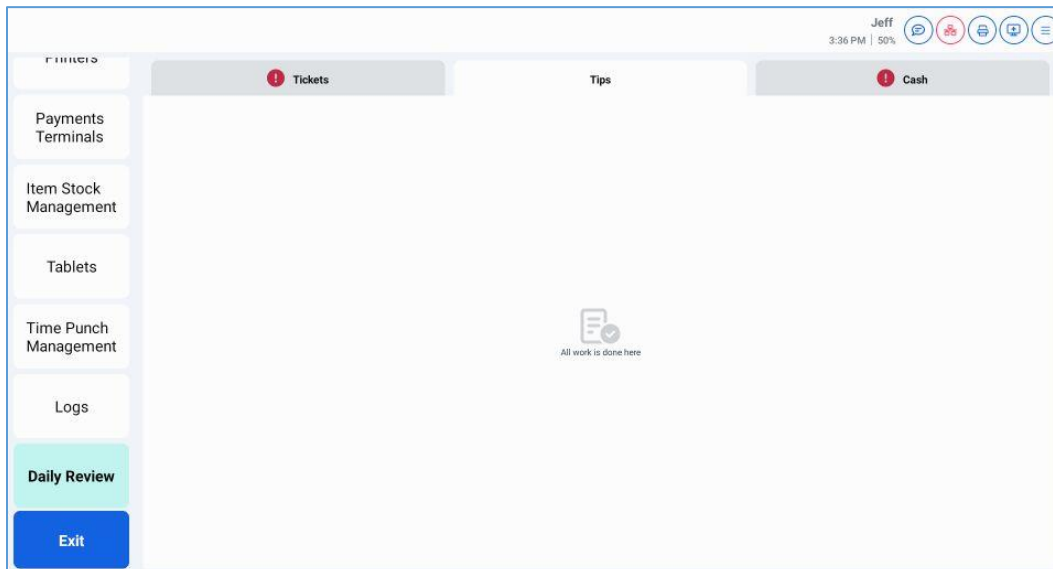 Jeff
3:36 PM | 50%
Printers
Tickets
Tips
Cash
Payments
Terminals
Item Stock
Management
Tablets
Time Punch
Management
Logs
Daily Review
Exit
All work is done here